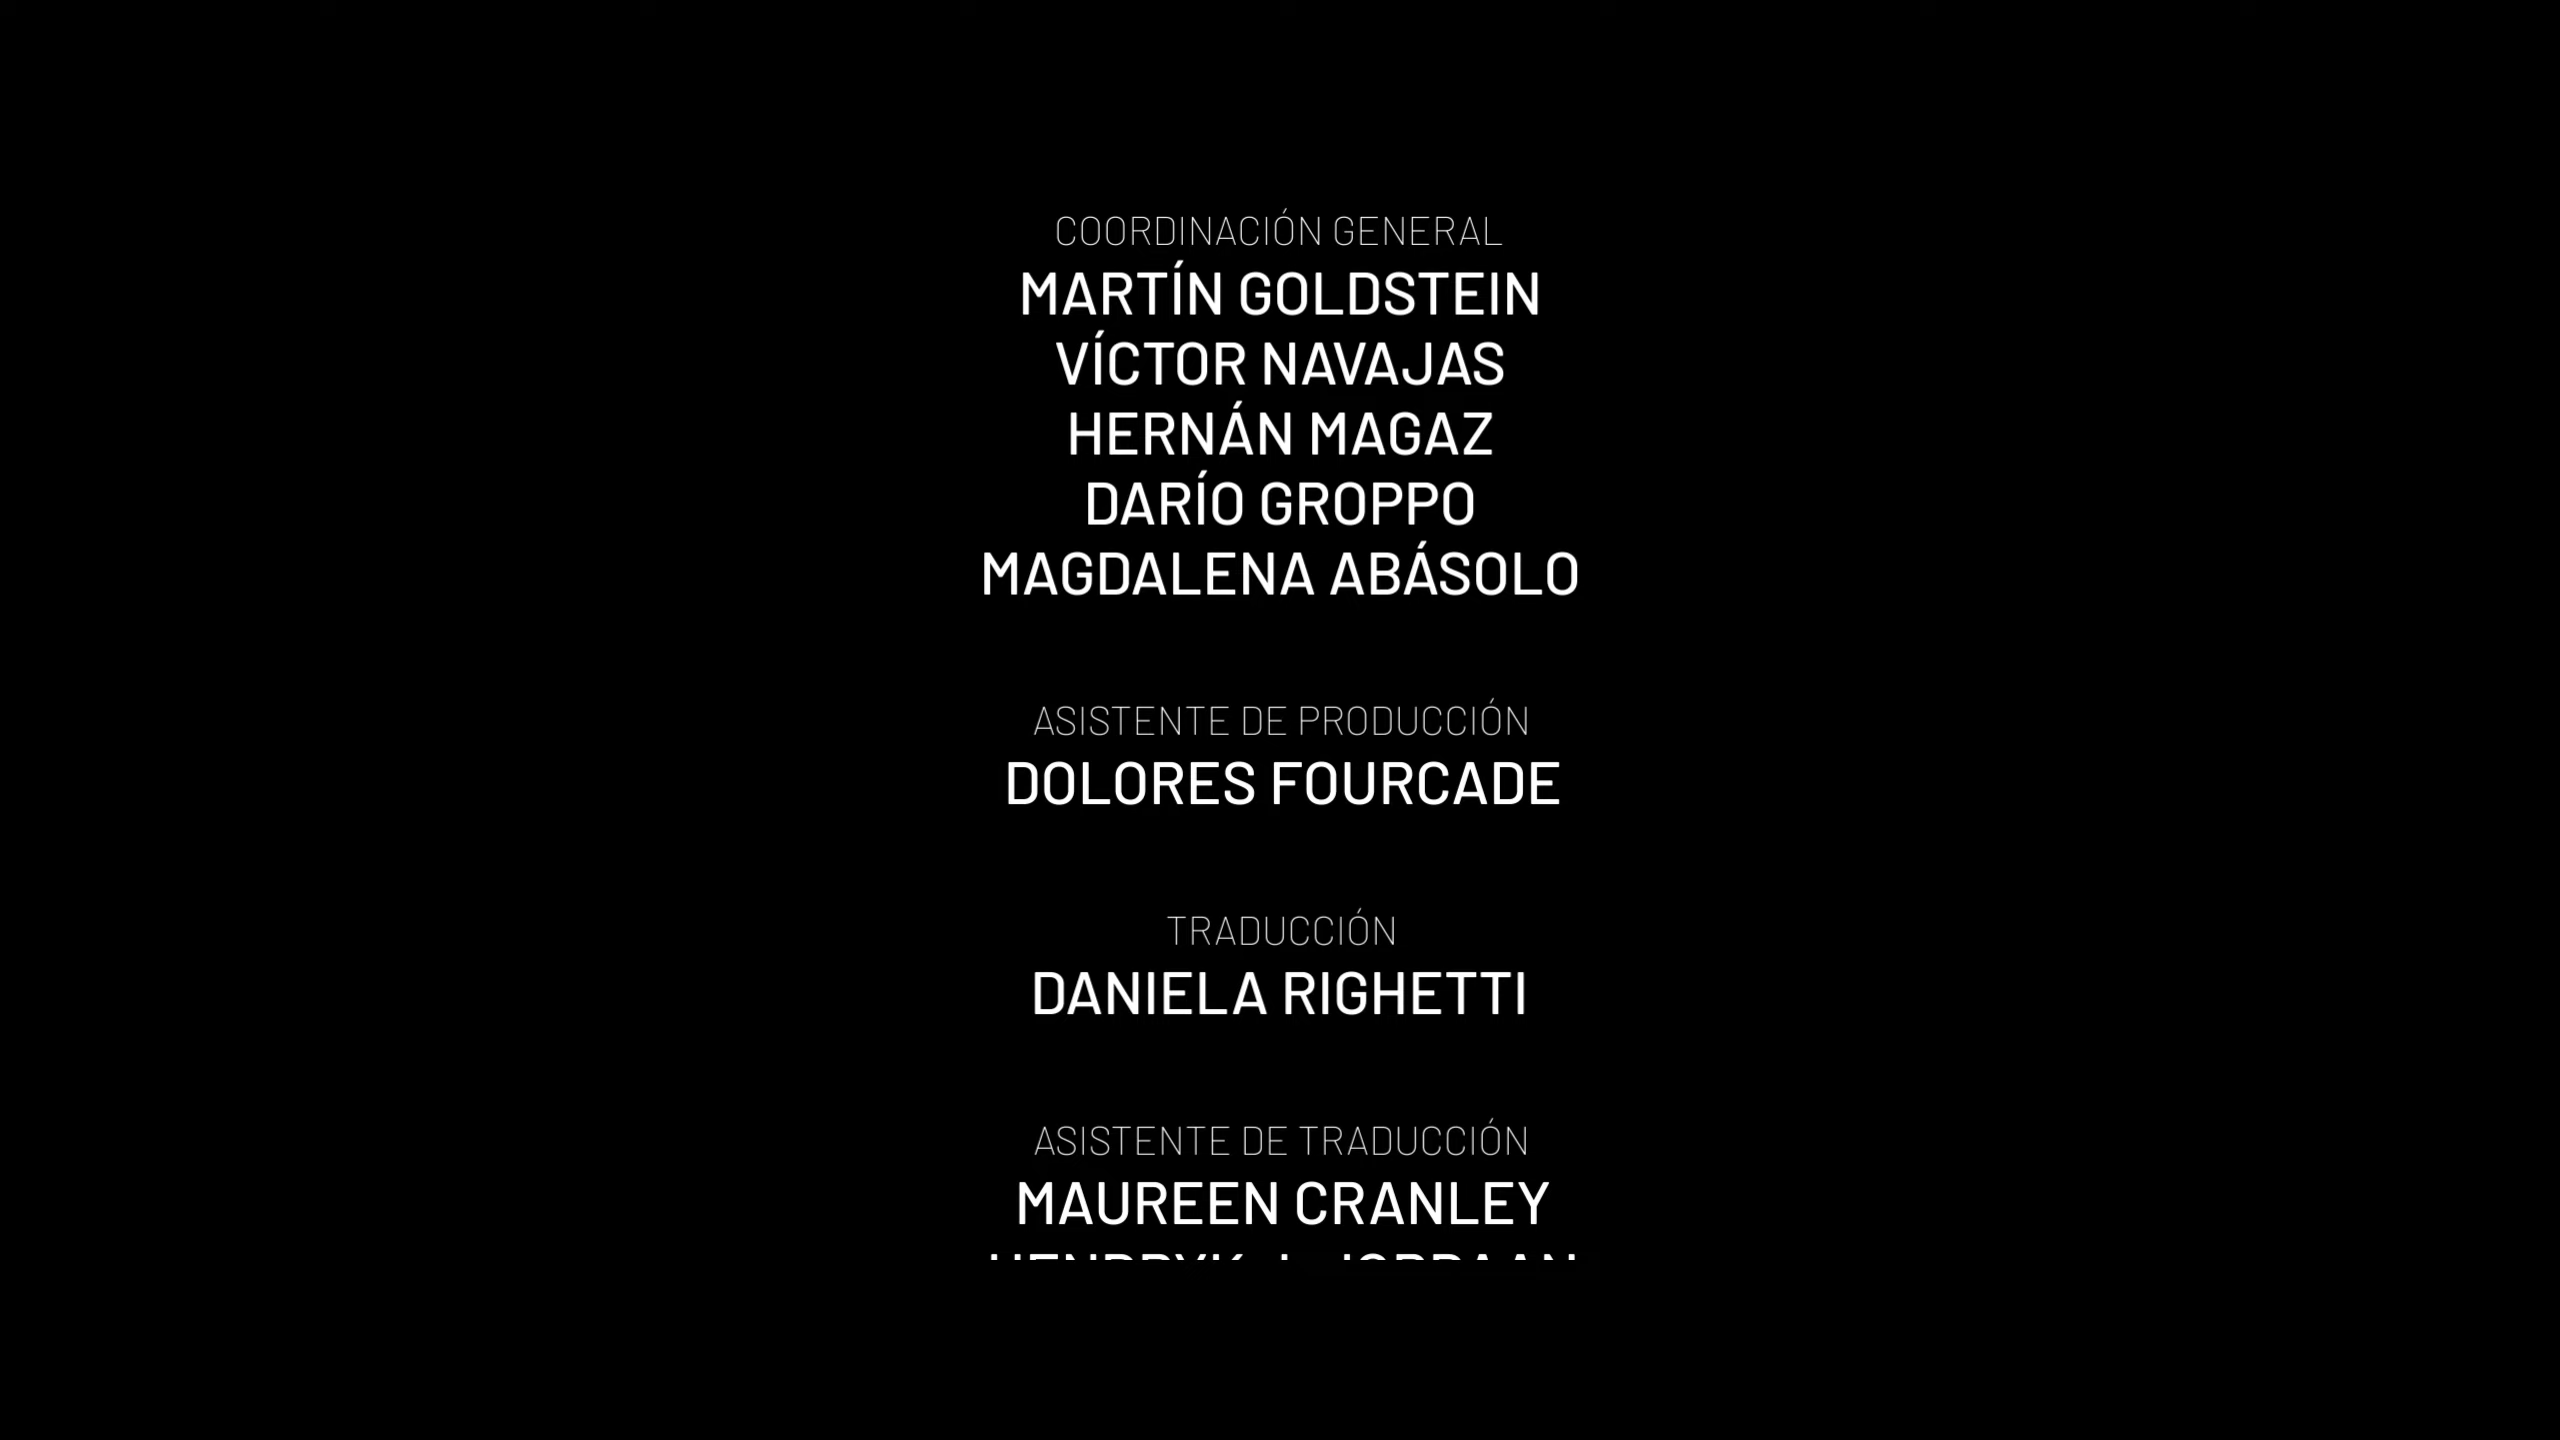 COORDINACIÓN GENERAL
MARTÍN GOLDSTEIN
VÍCTOR NAVAJAS
HERNÁN MAGAZ
DARÍO GROPPO
MAGDALENA ABÁSOLO
ASISTENTE DE PRODUCCIÓN
DOLORES FOURCADE
TRADUCCIÓN
DANIELA RIGHETTI
ASISTENTE DE TRADUCCIÓN
MAUREEN CRANLEY